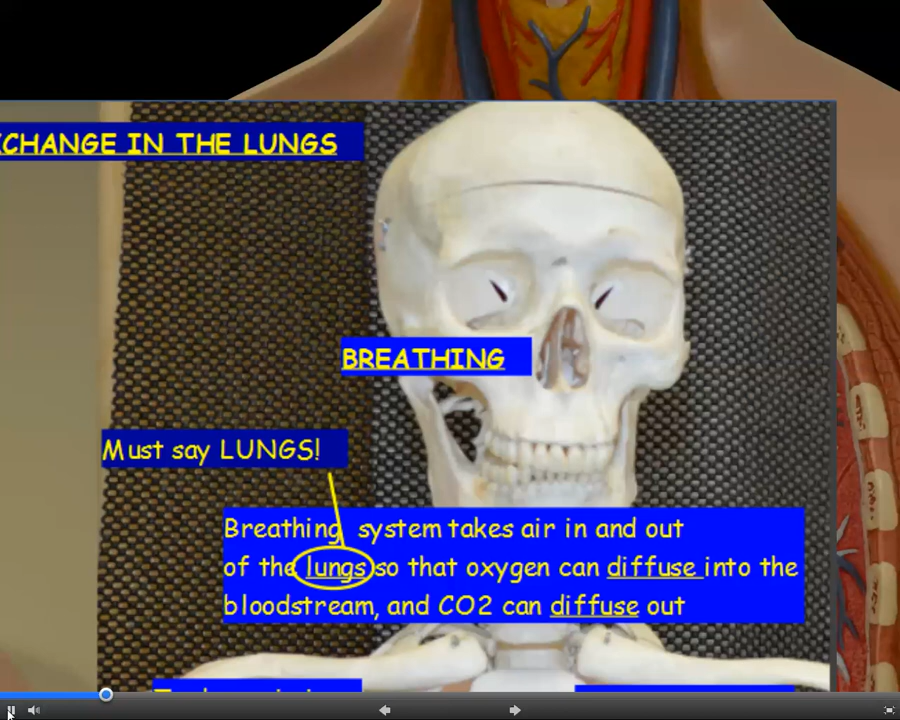 CHANGE IN THE LUNGS
BREATHING
Must say LUNGS!
Breathing system takes air in and out
of the lungs so that oxygen can diffuse into the
bloodstream, and CO2 can diffuse out